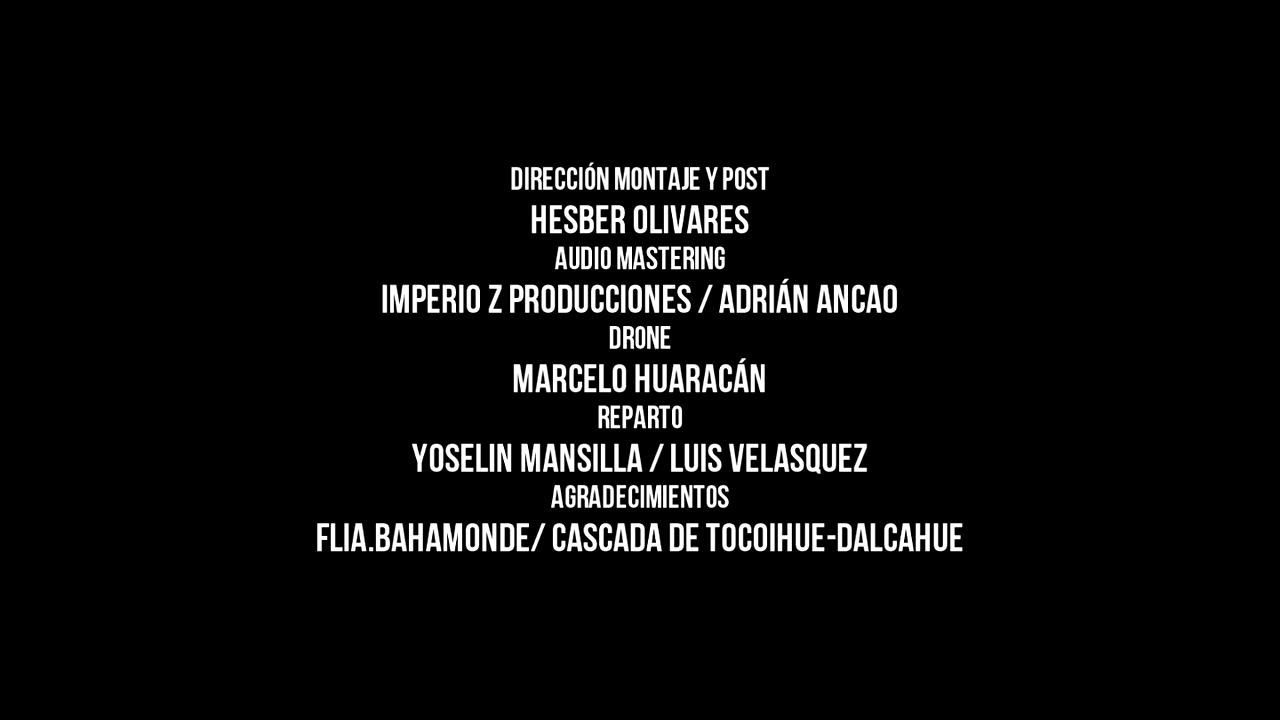 DIRECCIÓN MONTAJE Y POST
HESBER OLIVARES
AUDIO MASTERING
IMPERIO Z PRODUCCIONES / ADRIÁN ANCAO
DRONE
MARCELO HUARACÁN
REPARTO
YOSELIN MANSILLA / LUIS VELASQUEZ
AGRADECIMIENTOS
FLIA.BAHAMONDE/ CASCADA DE TOCOIHUE-DALCAHUE